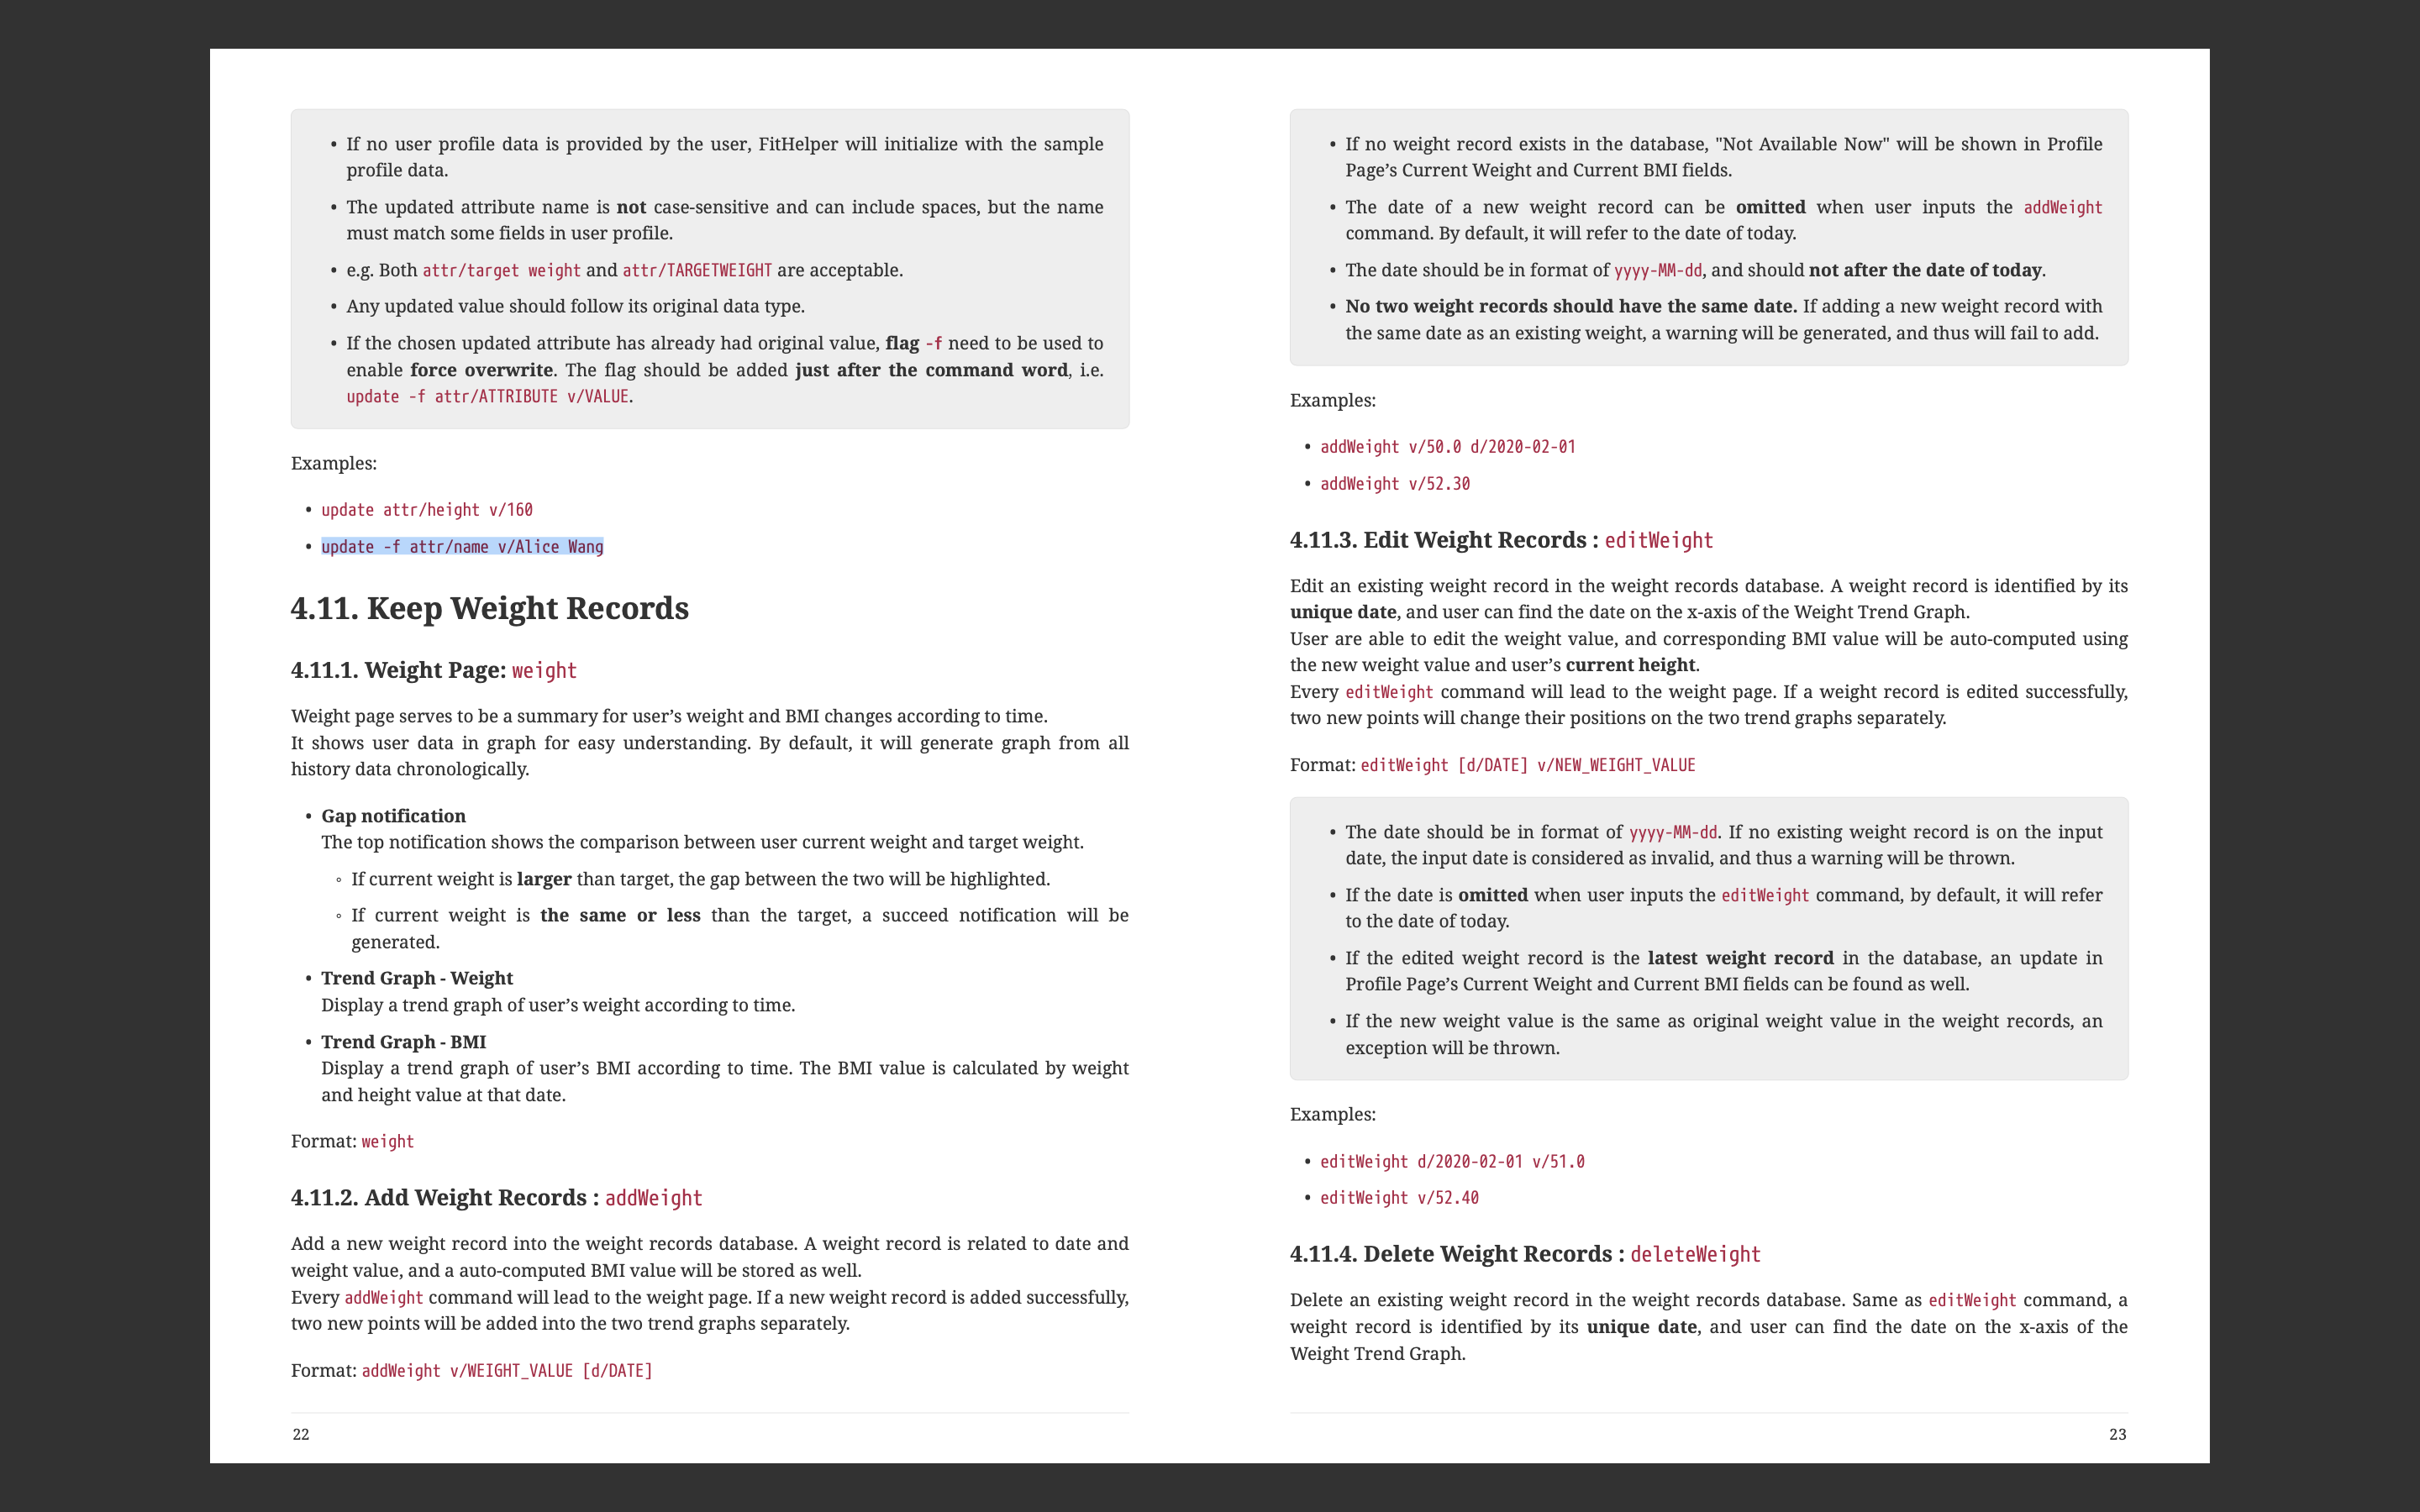 • If no user profile data is provided by the user, FitHelper will initialize with the sample
profile data.
• The updated attribute name is not case-sensitive and can include spaces, but the name
must match some fields in user profile.
• e.g. Both attr/target weight and attr/TARGETWEIGHT are acceptable.
• Any updated value should follow its original data type.
• If the chosen updated attribute has already had original value, flag -f need to be used to
enable force overwrite. The flag should be added just after the command word, i.e.
update -f attr/ATTRIBUTE v/VALUE.
Examples:
• update attr/height v/160
• update -f attr/name v/Alice Wang
4.11. Keep Weight Records
4.11.1. Weight Page: weight
Weight page serves to be a summary for user’s weight and BMI changes according to time.
It shows user data in graph for easy understanding. By default, it will generate graph from all
history data chronologically.
• Gap notification
The top notification shows the comparison between user current weight and target weight.
◦ If current weight is larger than target, the gap between the two will be highlighted.
◦ If current weight is the same or less than the target, a succeed notification will be
generated.
• Trend Graph - Weight
Display a trend graph of user’s weight according to time.
• Trend Graph - BMI
Display a trend graph of user’s BMI according to time. The BMI value is calculated by weight
and height value at that date.
Format: weight
4.11.2. Add Weight Records : addWeight
Add a new weight record into the weight records database. A weight record is related to date and
weight value, and a auto-computed BMI value will be stored as well.
Every addWeight command will lead to the weight page. If a new weight record is added successfully,
two new points will be added into the two trend graphs separately.
Format: addWeight v/WEIGHT_VALUE [d/DATE]
22
• If no weight record exists in the database, "Not Available Now" will be shown in Profile
Page’s Current Weight and Current BMI fields.
• The date of a new weight record can be omitted when user inputs the addWeight
command. By default, it will refer to the date of today.
• The date should be in format of yyyy-MM-dd, and should not after the date of today.
• No two weight records should have the same date. If adding a new weight record with
the same date as an existing weight, a warning will be generated, and thus will fail to add.
Examples:
• addWeight v/50.0 d/2020-02-01
• addWeight v/52.30
4.11.3. Edit Weight Records : editWeight
Edit an existing weight record in the weight records database. A weight record is identified by its
unique date, and user can find the date on the x-axis of the Weight Trend Graph.
User are able to edit the weight value, and corresponding BMI value will be auto-computed using
the new weight value and user’s current height.
Every editWeight command will lead to the weight page. If a weight record is edited successfully,
two new points will change their positions on the two trend graphs separately.
Format: editWeight [d/DATE] v/NEW_WEIGHT_VALUE
• The date should be in format of yyyy-MM-dd. If no existing weight record is on the input
date, the input date is considered as invalid, and thus a warning will be thrown.
• If the date is omitted when user inputs the editWeight command, by default, it will refer
to the date of today.
• If the edited weight record is the latest weight record in the database, an update in
Profile Page’s Current Weight and Current BMI fields can be found as well.
• If the new weight value is the same as original weight value in the weight records, an
exception will be thrown.
Examples:
• editWeight d/2020-02-01 v/51.0
• editWeight v/52.40
4.11.4. Delete Weight Records : deleteWeight
Delete an existing weight record in the weight records database. Same as editWeight command, a
weight record is identified by its unique date, and user can find the date on the x-axis of the
Weight Trend Graph.
23